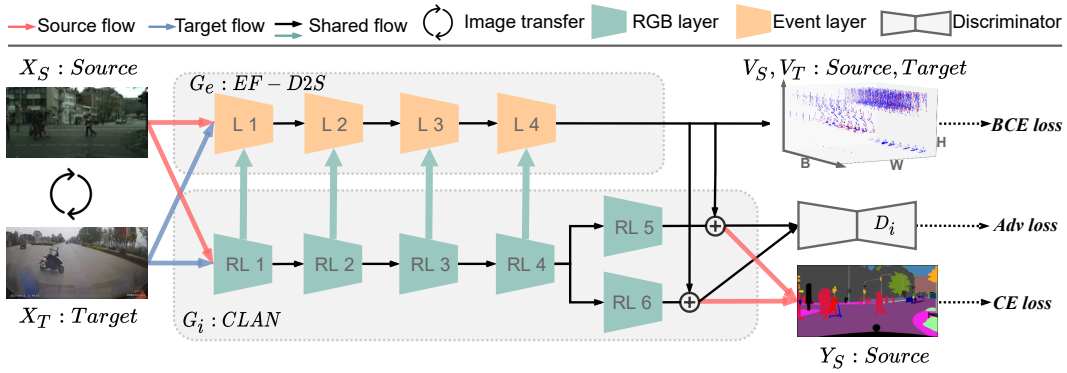 Source flow Target flow Shared flow Image transfer RGB layer Event layer Discriminator
X_S : Source
G_e : EF − D2S
V_S, V_T : Source, Target
L 1 L 2 L 3 L 4
BCE loss
H
B W
RL 5
D_i
Adv loss
RL 1 RL 2 RL 3 RL 4
RL 6
CE loss
X_T : Target
G_i : CLAN
Y_S : Source